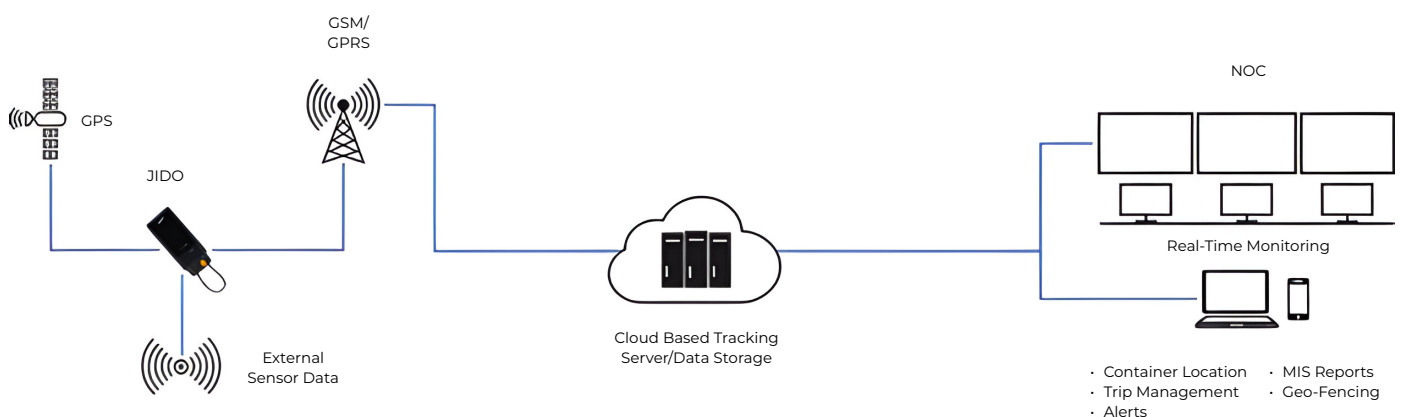 GSM/
GPRS
NOC
GPS
JIDO
Real-Time Monitoring
Cloud Based Tracking
Server/Data Storage
External
Sensor Data
· Container Location
· MIS Reports
· Trip Management
· Geo-Fencing
· Alerts